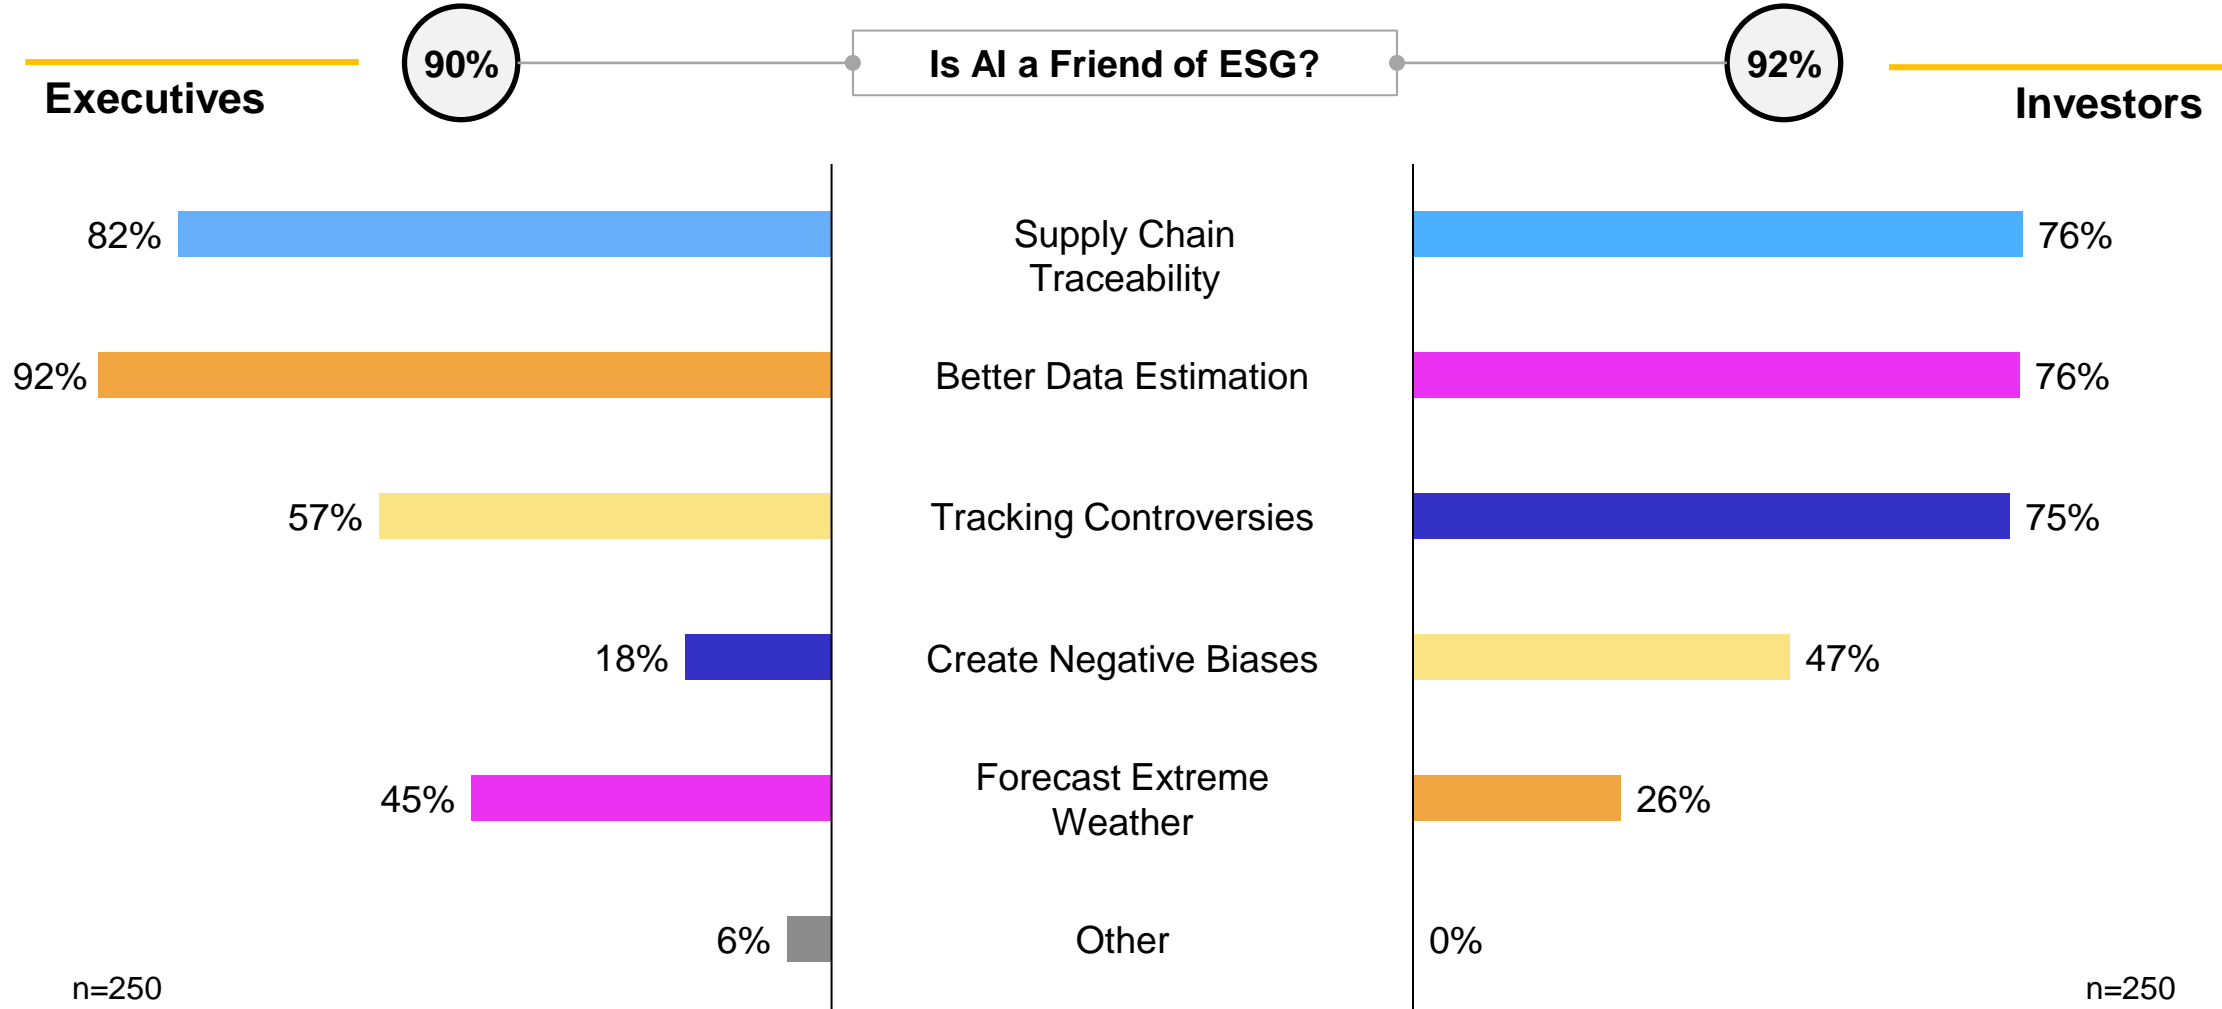 90%
Is AI a Friend of ESG?
92%
Executives
Investors
82%
Supply Chain
Traceability
76%
92%
Better Data Estimation
76%
57%
Tracking Controversies
75%
18%
Create Negative Biases
47%
45%
Forecast Extreme
Weather
26%
6%
Other
0%
n=250
n=250